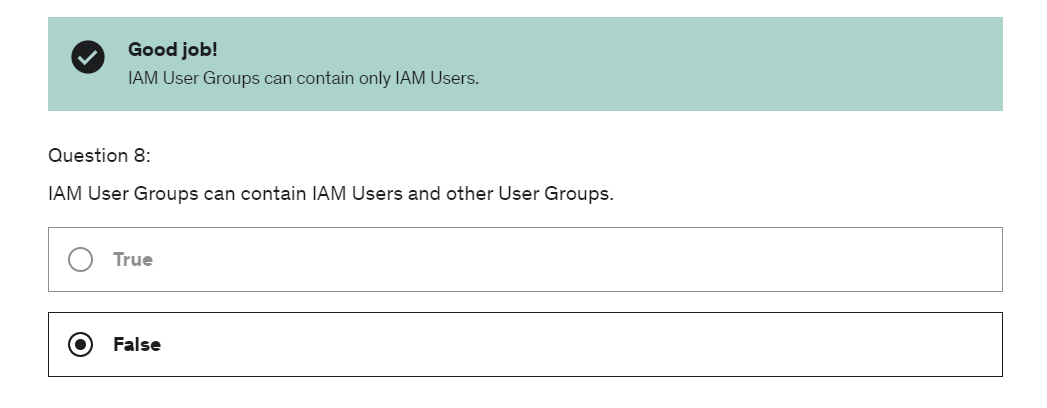 Good job!
IAM User Groups can contain only IAM Users.
Question 8:
IAM User Groups can contain IAM Users and other User Groups.
True
False